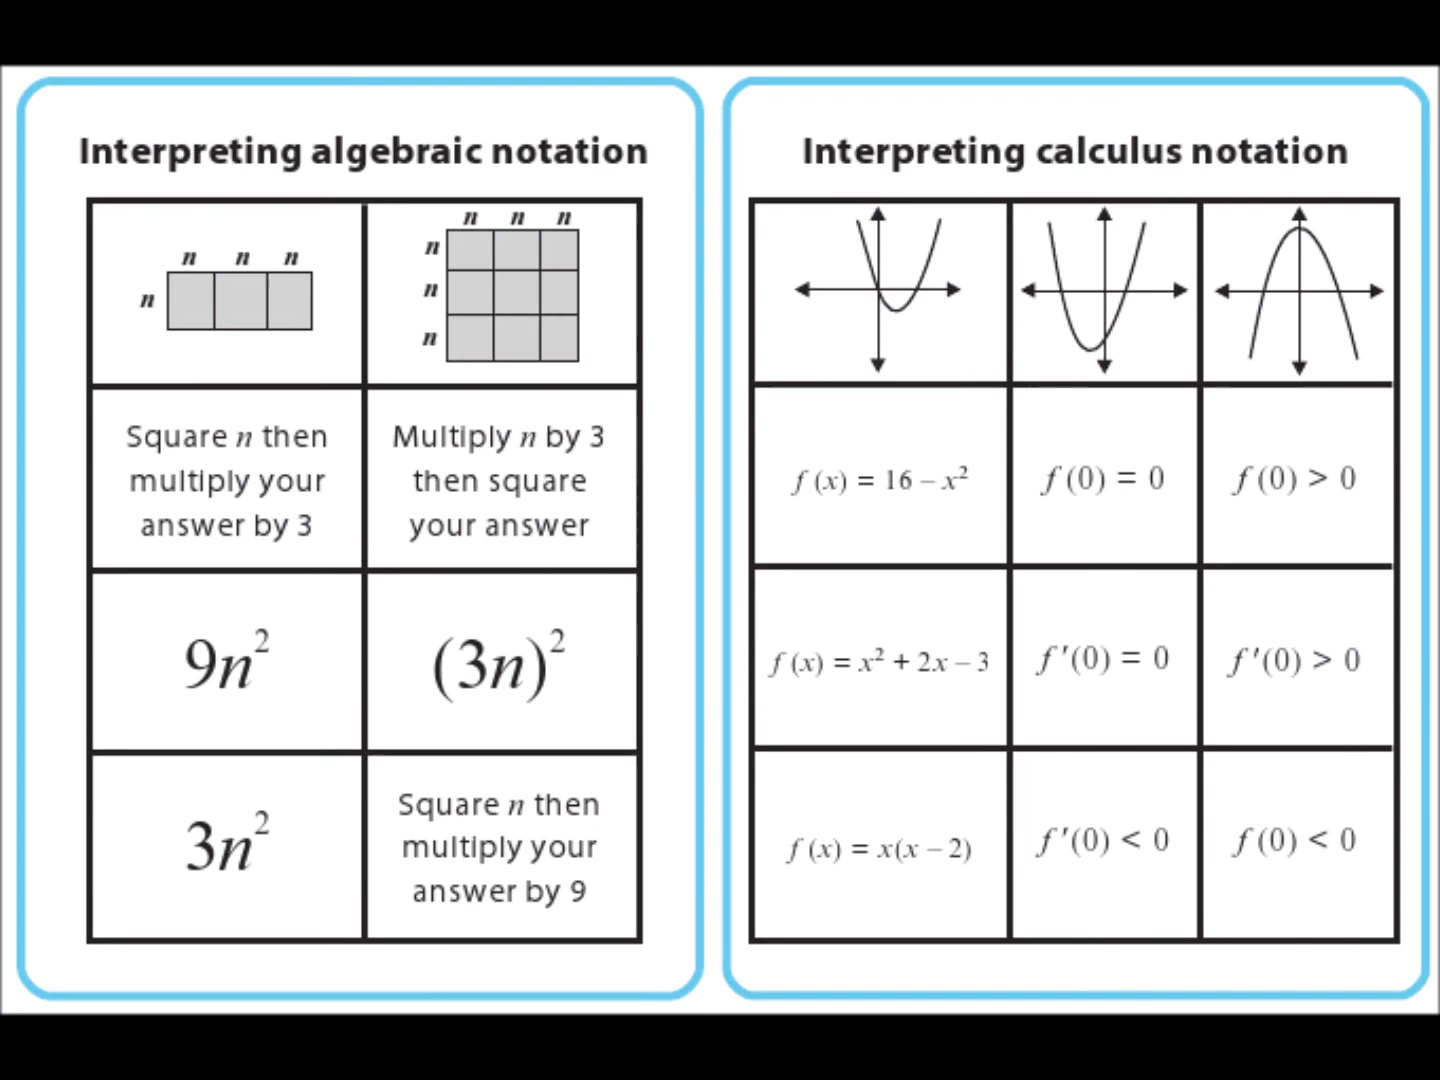 Interpreting algebraic notation
n n n
n
n n n
n
n
n
Square n then
multiply your
answer by 3
Multiply n by 3
then square
your answer
9n²
(3n)²
3n²
Square n then
multiply your
answer by 9
Interpreting calculus notation
f (x) = 16 – x²
f (0) = 0
f (0) > 0
f (x) = x² + 2x – 3
f ′(0) = 0
f ′(0) > 0
f (x) = x(x – 2)
f ′(0) < 0
f (0) < 0